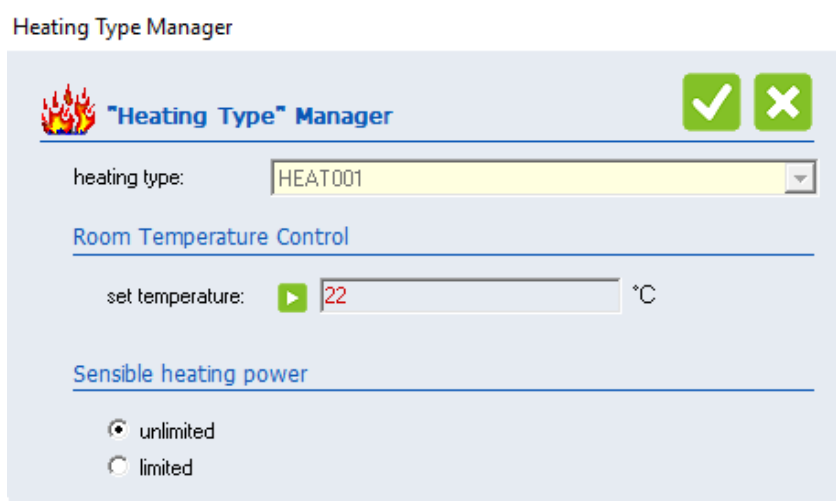 Heating Type Manager
"Heating Type" Manager
heating type: HEAT001
Room Temperature Control
set temperature: 22 °C
Sensible heating power
unlimited
limited